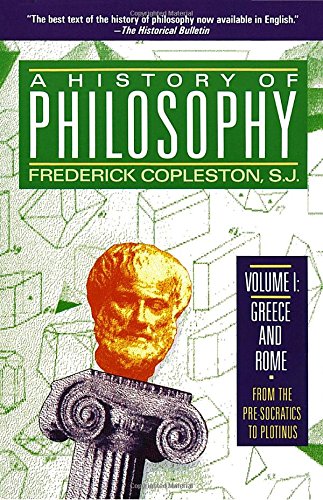 "The best text of the history of philosophy now available in English."
—The Historical Bulletin
A HISTORY OF
PHILOSOPHY
FREDERICK COPLESTON, S.J.
VOLUME I:
GREECE
AND
ROME
•
FROM THE
PRE-SOCRATICS
TO PLOTINUS